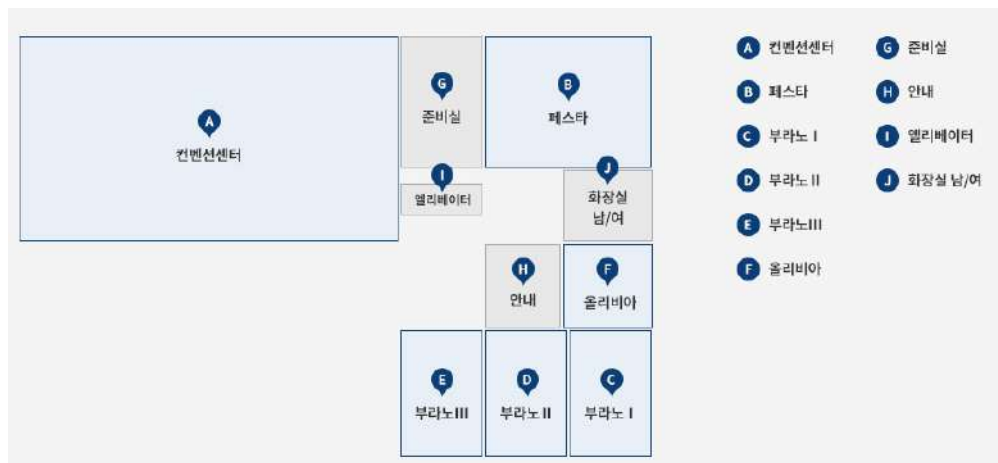 A
컨벤션센터
G
준비실
B
페스타
I
엘리베이터
J
화장실
남/여
H
안내
F
올리비아
E
부라노III
D
부라노II
C
부라노 I
A 컨벤션센터
B 페스타
C 부라노 I
D 부라노 II
E 부라노III
F 올리비아
G 준비실
H 안내
I 엘리베이터
J 화장실 남/여